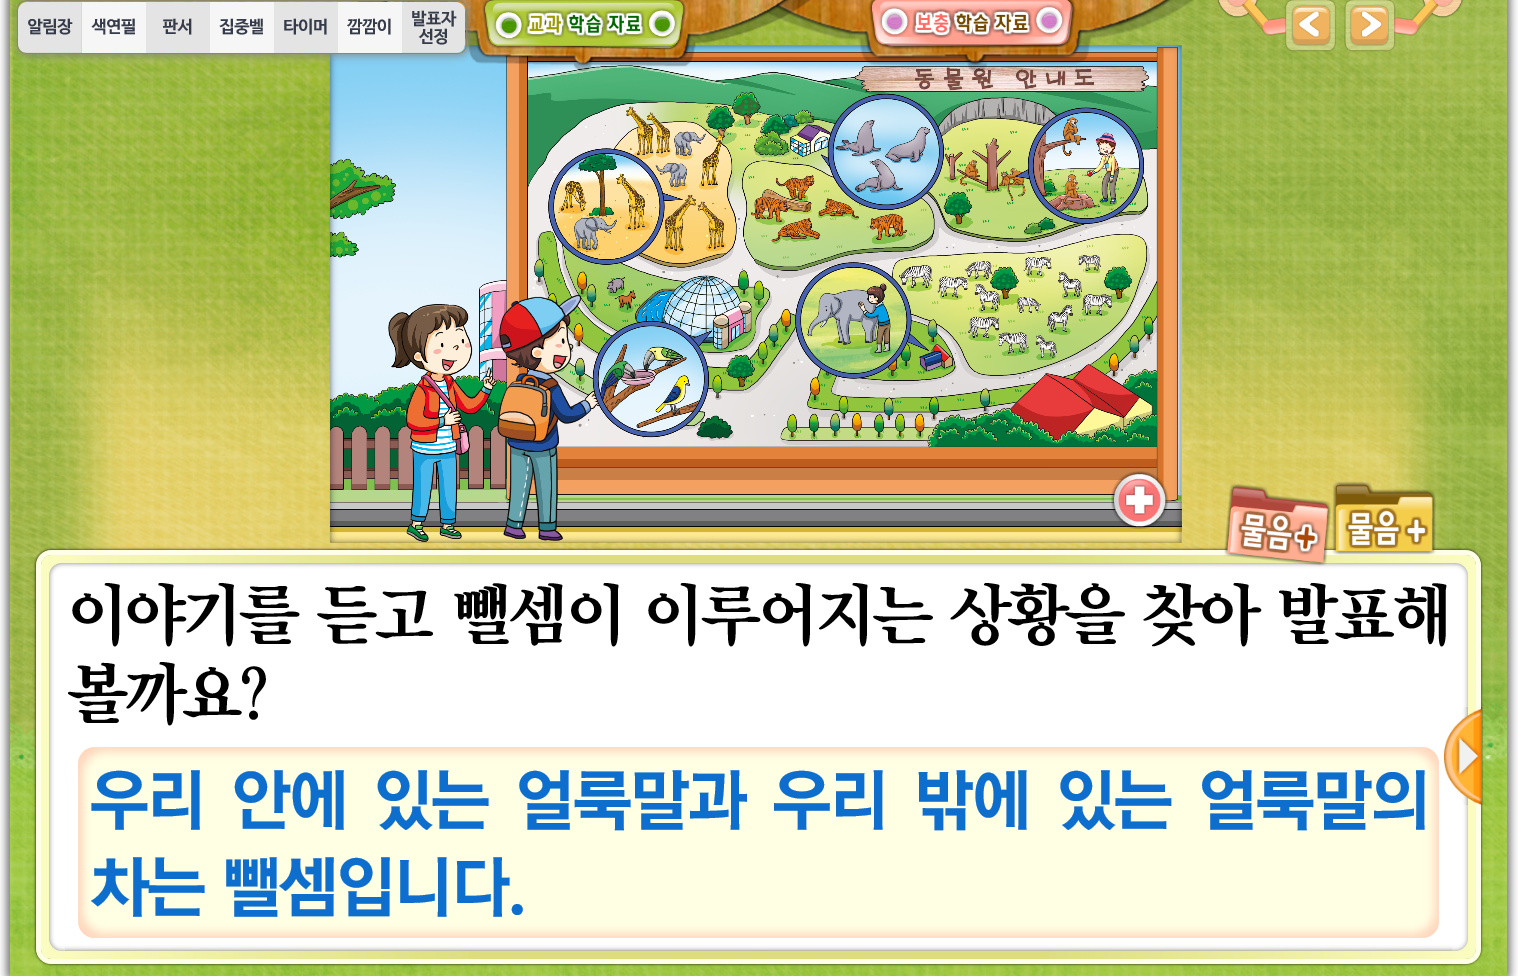 알림장 색연필 판서 집중벨 타이머 깜깜이 발표자 선정
교과 학습 자료
보충 학습 자료
동물원 안내도
물음+ 물음+
이야기를 듣고 뺄셈이 이루어지는 상황을 찾아 발표해
볼까요?
우리 안에 있는 얼룩말과 우리 밖에 있는 얼룩말의
차는 뺄셈입니다.